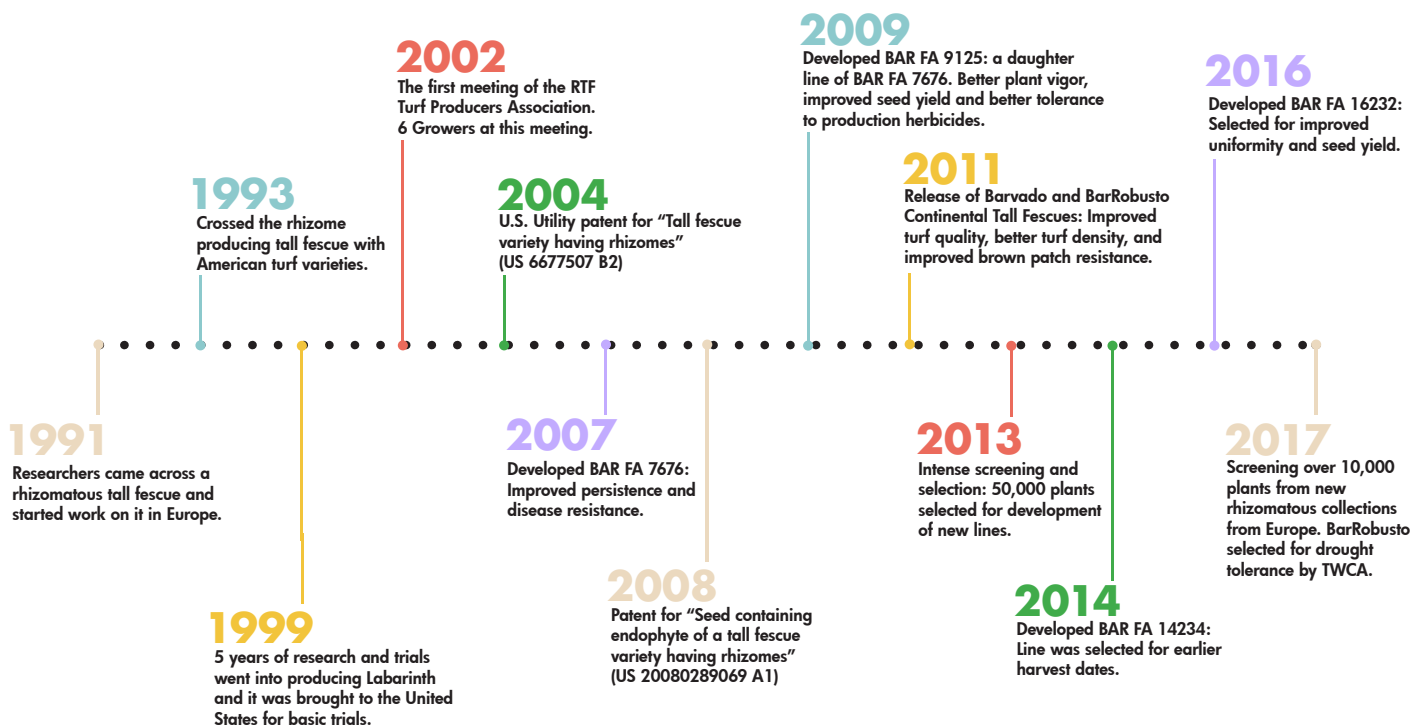 1991
Researchers came across a
rhizomatous tall fescue and
started work on it in Europe.
1993
Crossed the rhizome
producing tall fescue with
American turf varieties.
1999
5 years of research and trials
went into producing Labarinth
and it was brought to the United
States for basic trials.
2002
The first meeting of the RTF
Turf Producers Association.
6 Growers at this meeting.
2004
U.S. Utility patent for “Tall fescue
variety having rhizomes”
(US 6677507 B2)
2007
Developed BAR FA 7676:
Improved persistence and
disease resistance.
2008
Patent for “Seed containing
endophyte of a tall fescue
variety having rhizomes”
(US 20080289069 A1)
2009
Developed BAR FA 9125: a daughter
line of BAR FA 7676. Better plant vigor,
improved seed yield and better tolerance
to production herbicides.
2011
Release of Barvado and BarRobusto
Continental Tall Fescues: Improved
turf quality, better turf density, and
improved brown patch resistance.
2013
Intense screening and
selection: 50,000 plants
selected for development
of new lines.
2014
Developed BAR FA 14234:
Line was selected for earlier
harvest dates.
2016
Developed BAR FA 16232:
Selected for improved
uniformity and seed yield.
2017
Screening over 10,000
plants from new
rhizomatous collections
from Europe. BarRobusto
selected for drought
tolerance by TWCA.